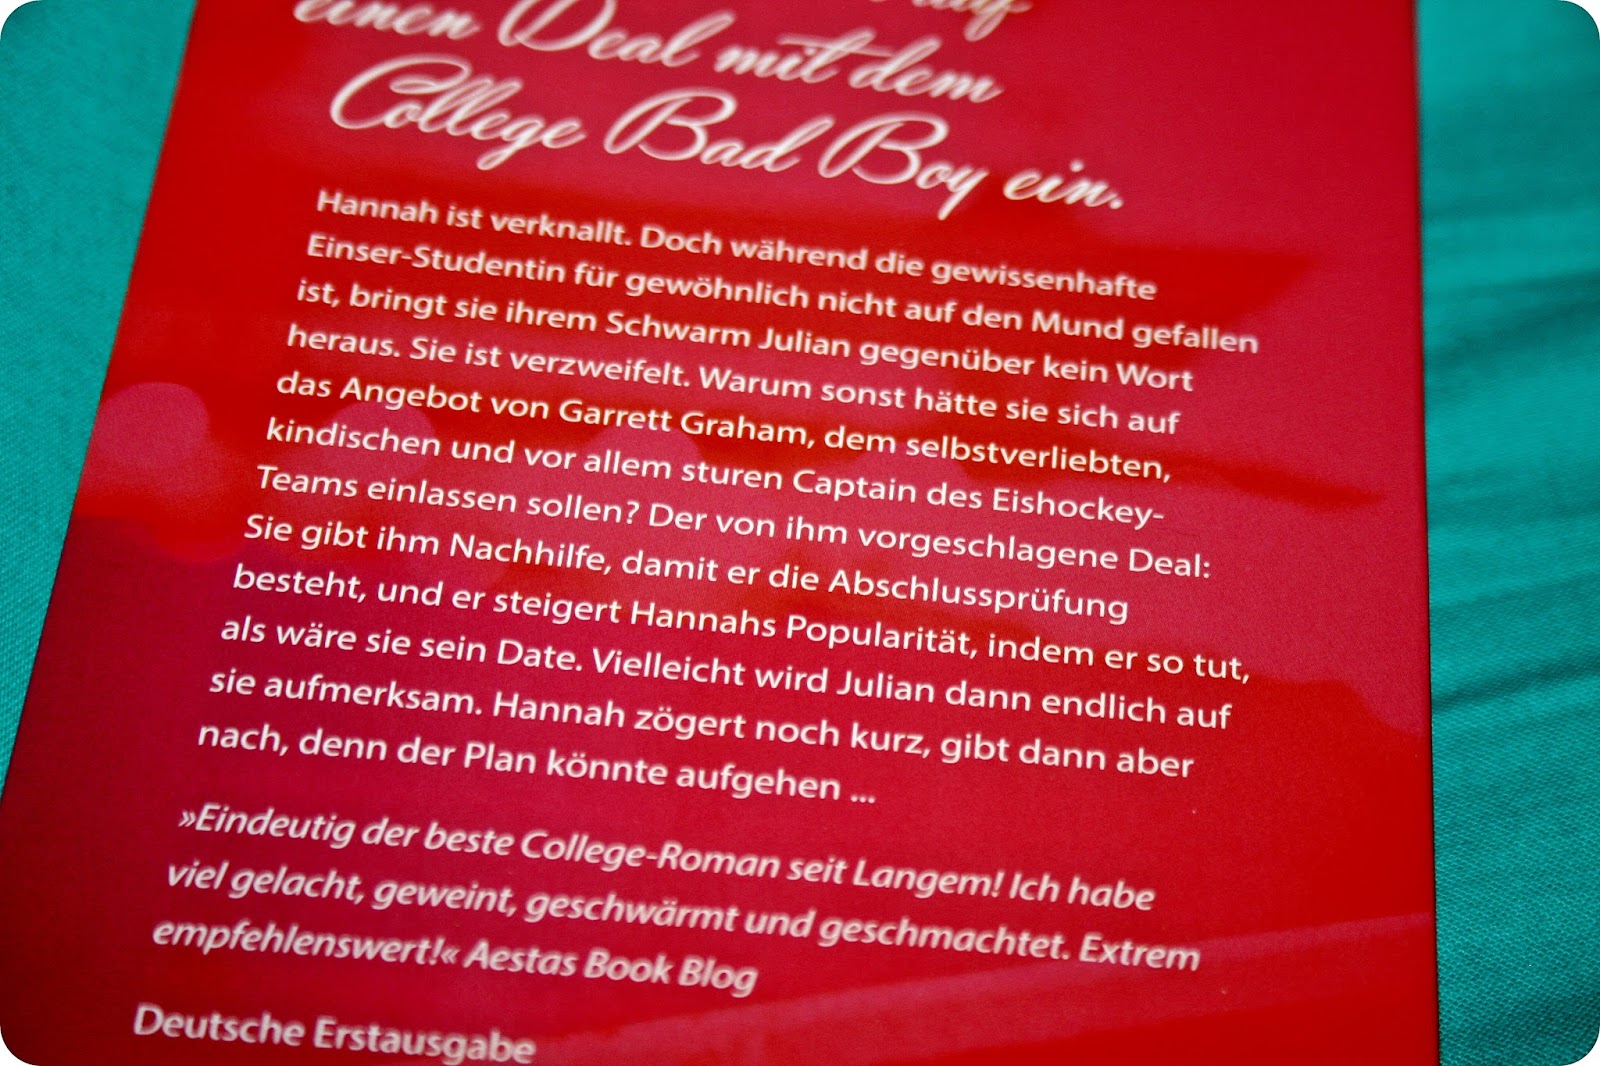 auf
einen Deal mit dem
College Bad Boy ein.
Hannah ist verknallt. Doch während die gewissenhafte
Einser-Studentin für gewöhnlich nicht auf den Mund gefallen
ist, bringt sie ihrem Schwarm Julian gegenüber kein Wort
heraus. Sie ist verzweifelt. Warum sonst hätte sie sich auf
das Angebot von Garrett Graham, dem selbstverliebten,
kindischen und vor allem sturen Captain des Eishockey-
Teams einlassen sollen? Der von ihm vorgeschlagene Deal:
Sie gibt ihm Nachhilfe, damit er die Abschlussprüfung
besteht, und er steigert Hannahs Popularität, indem er so tut,
als wäre sie sein Date. Vielleicht wird Julian dann endlich auf
sie aufmerksam. Hannah zögert noch kurz, gibt dann aber
nach, denn der Plan könnte aufgehen ...
»Eindeutig der beste College-Roman seit Langem! Ich habe
viel gelacht, geweint, geschwärmt und geschmachtet. Extrem
empfehlenswert!« Aestas Book Blog
Deutsche Erstausgabe